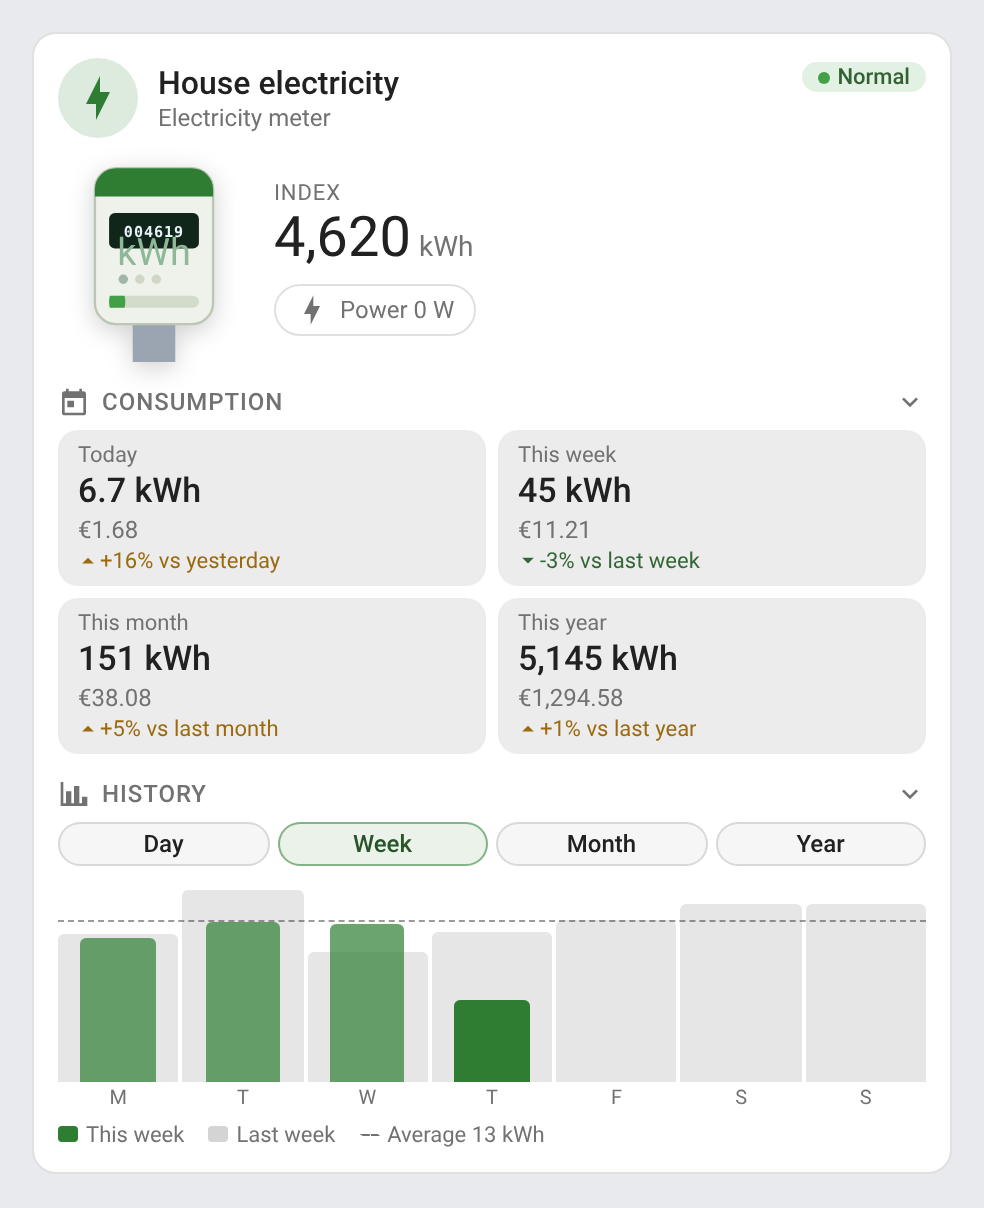 House electricity
Normal
Electricity meter
INDEX
004619
kWh
4,620 kWh
Power 0 W
CONSUMPTION
Today
6.7 kWh
€1.68
+16% vs yesterday
This week
45 kWh
€11.21
-3% vs last week
This month
151 kWh
€38.08
+5% vs last month
This year
5,145 kWh
€1,294.58
+1% vs last year
HISTORY
Day Week Month Year
M T W T F S S
This week Last week Average 13 kWh